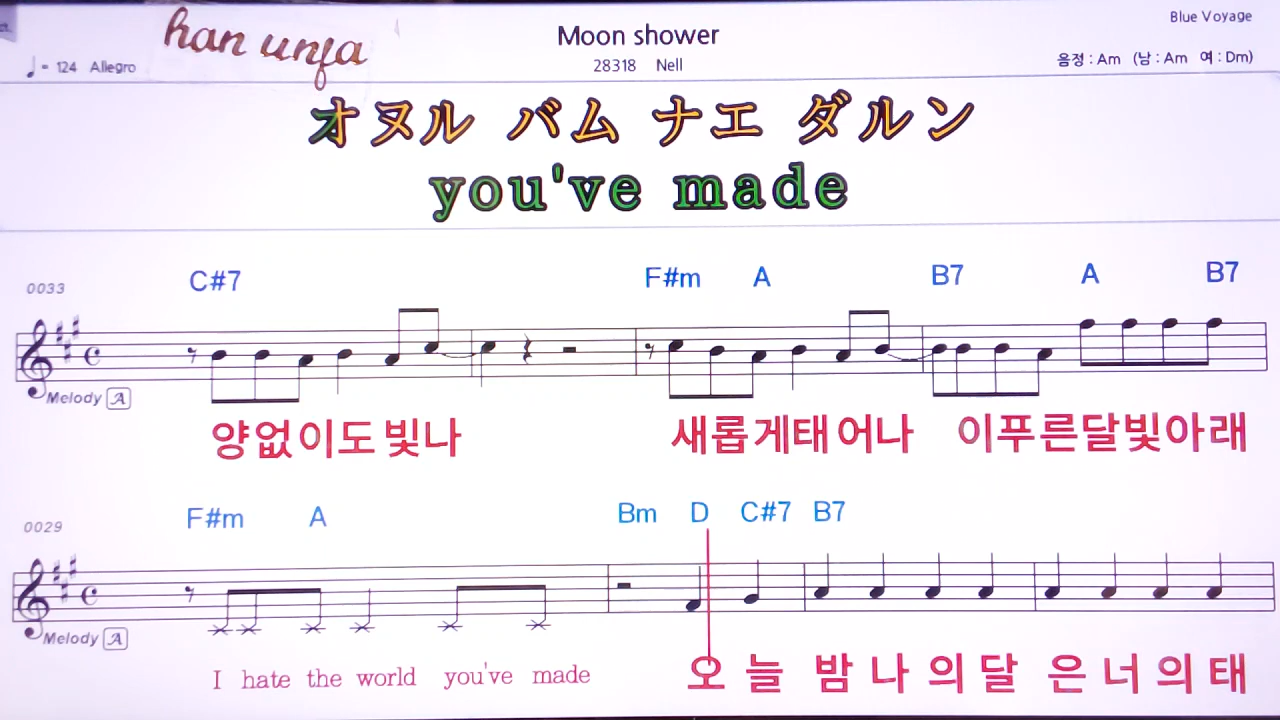 ct.
han unfa
Moon shower
Blue Voyage
♩= 124 Allegro
28318 Nell
음정 : Am (남 : Am 여 : Dm)
オヌル バム ナエ ダルン
you've made
0033
C#7 F#m A B7 A B7
Melody A
양없이도빛나 새롭게태어나 이푸른달빛아래
0029
F#m A Bm D C#7 B7
Melody A
I hate the world you've made 오늘 밤나의달 은너의태